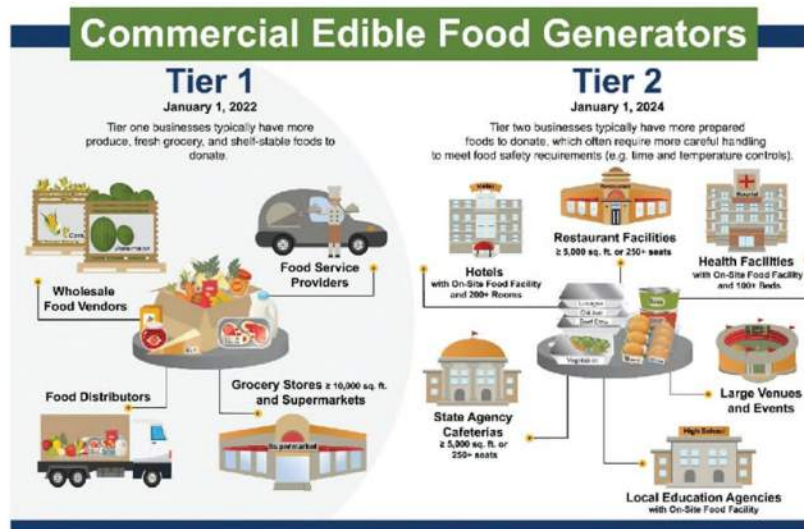 Commercial Edible Food Generators
Tier 1
January 1, 2022
Tier one businesses typically have more
produce, fresh grocery, and shelf-stable foods to
donate.
Wholesale
Food Vendors
Food Service
Providers
Food Distributors
Grocery Stores ≥ 10,000 sq. ft.
and Supermarkets
Supermarket
Tier 2
January 1, 2024
Tier two businesses typically have more prepared
foods to donate, which often require more careful handling
to meet food safety requirements (e.g. time and temperature controls).
Hotel
Hotels
with On-Site Food Facility
and 200+ Rooms
Restaurant
Restaurant Facilities
≥ 5,000 sq. ft. or 250+ seats
Hospital
Health Facilities
with On-Site Food Facility
and 100+ Beds
Lasagna
Chicken
Vegetables
State Agency
Cafeterias
≥ 5,000 sq. ft. or
250+ seats
Large Venues
and Events
High School
Local Education Agencies
with On-Site Food Facility